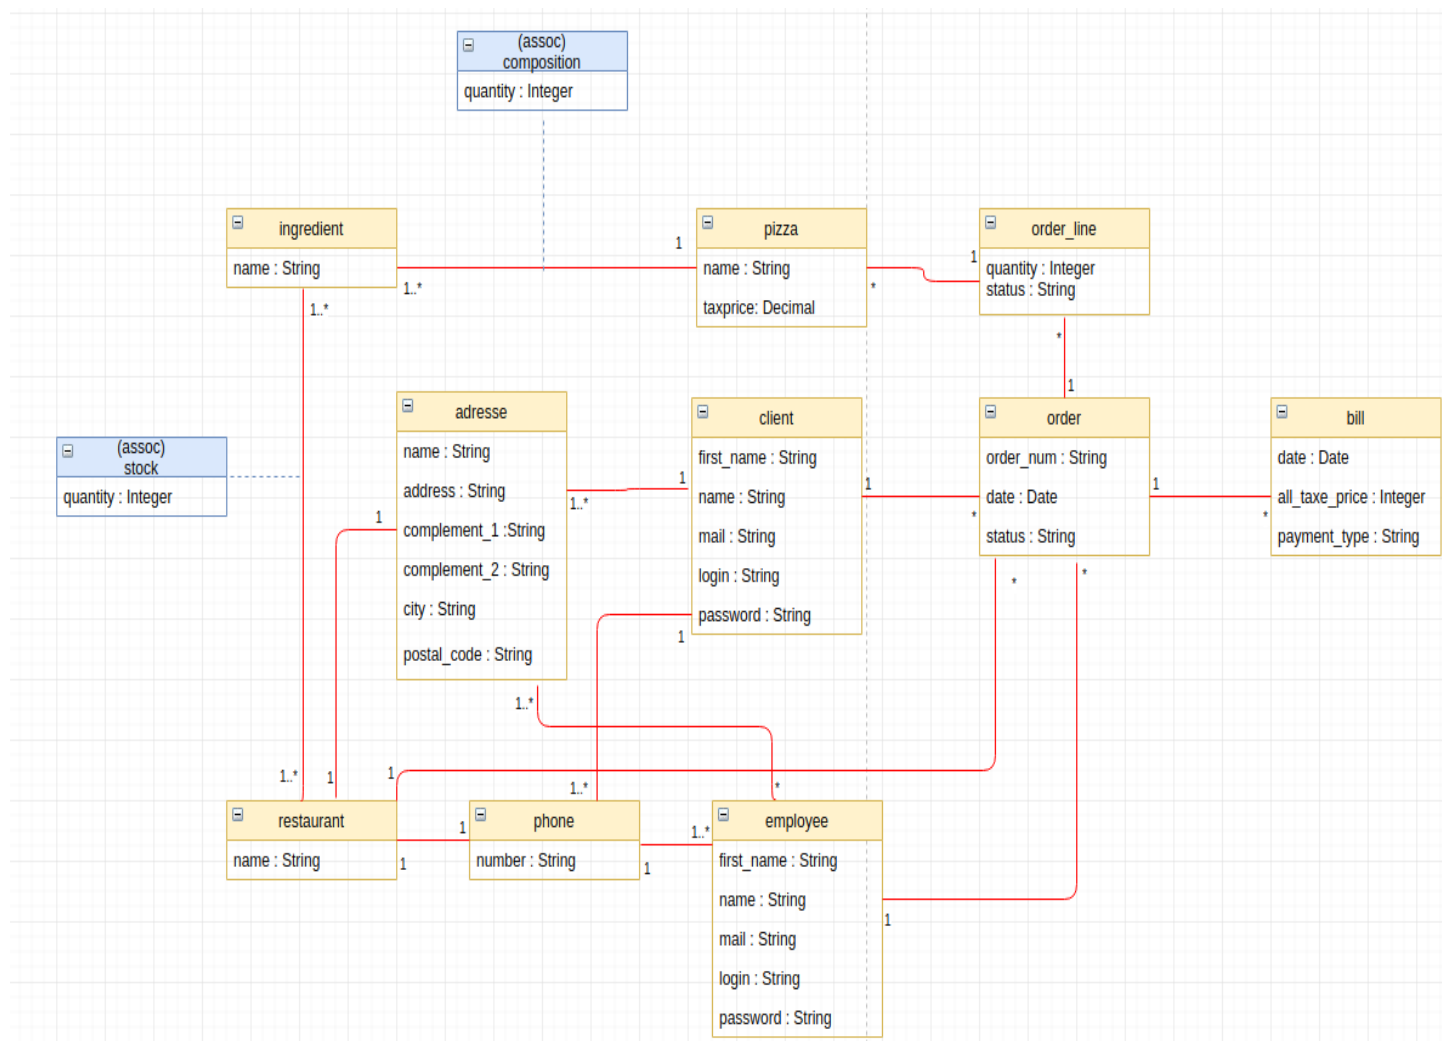 (assoc)
composition
quantity : Integer
ingredient
name : String
1..*
1..*
1
pizza
name : String
taxprice: Decimal
*
1
order_line
quantity : Integer
status : String
*
1
(assoc)
stock
quantity : Integer
adresse
name : String
address : String
complement_1 :String
complement_2 : String
city : String
postal_code : String
1
1..*
1
1..*
client
first_name : String
name : String
mail : String
login : String
password : String
1
1
*
order
order_num : String
date : Date
status : String
1
*
*
*
bill
date : Date
all_taxe_price : Integer
payment_type : String
1..*
1
1
1..*
*
restaurant
name : String
1
1
phone
number : String
1
1..*
employee
first_name : String
name : String
mail : String
login : String
password : String
1